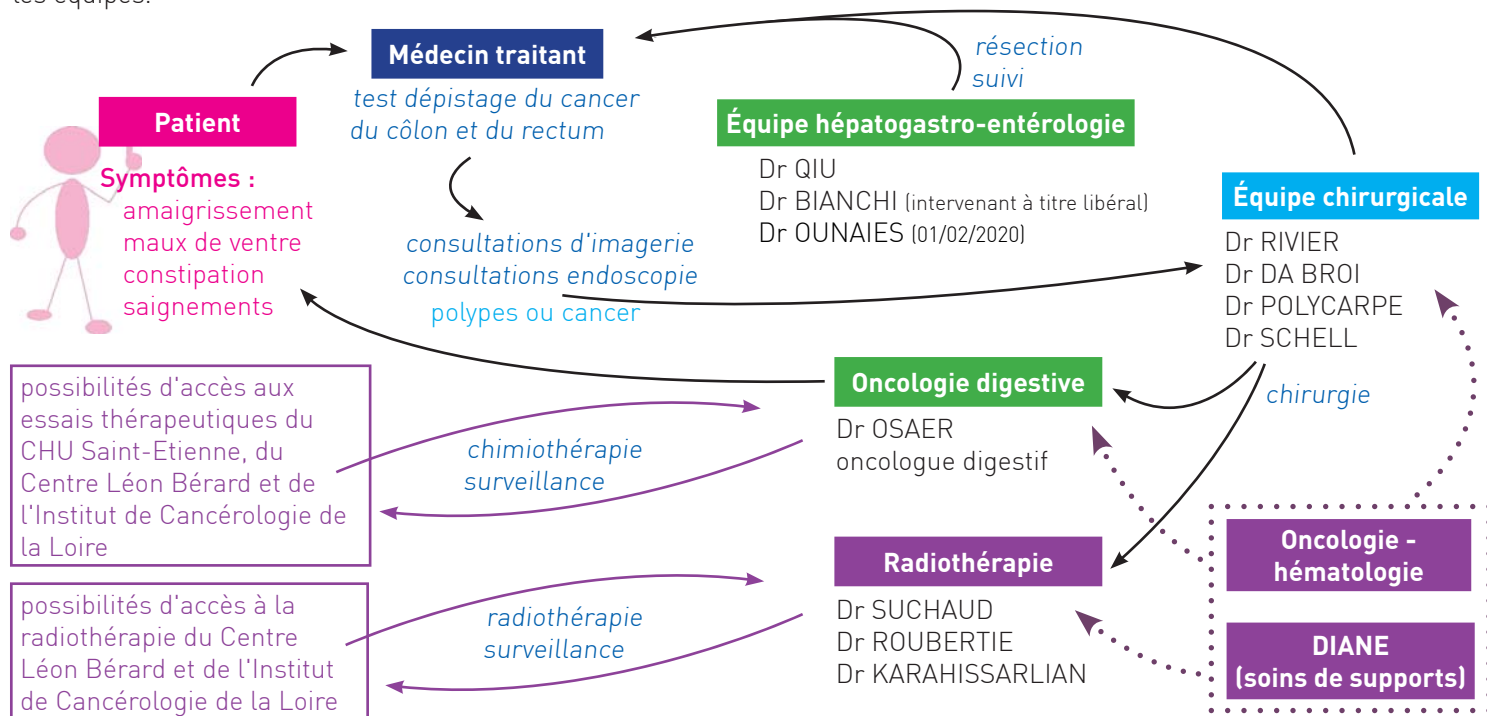 les équipes.
Médecin traitant
test dépistage du cancer
du côlon et du rectum
résection
suivi
Patient
Symptômes :
amaigrissement
maux de ventre
constipation
saignements
Équipe hépatogastro-entérologie
Dr QIU
Dr BIANCHI (intervenant à titre libéral)
Dr OUNAIES (01/02/2020)
Équipe chirurgicale
Dr RIVIER
Dr DA BROI
Dr POLYCARPE
Dr SCHELL
consultations d'imagerie
consultations endoscopie
polypes ou cancer
chirurgie
possibilités d'accès aux
essais thérapeutiques du
CHU Saint-Etienne, du
Centre Léon Bérard et de
l'Institut de Cancérologie de
la Loire
chimiothérapie
surveillance
Oncologie digestive
Dr OSAER
oncologue digestif
possibilités d'accès à la
radiothérapie du Centre
Léon Bérard et de l'Institut
de Cancérologie de la Loire
radiothérapie
surveillance
Radiothérapie
Dr SUCHAUD
Dr ROUBERTIE
Dr KARAHISSARLIAN
Oncologie -
hématologie
DIANE
(soins de supports)